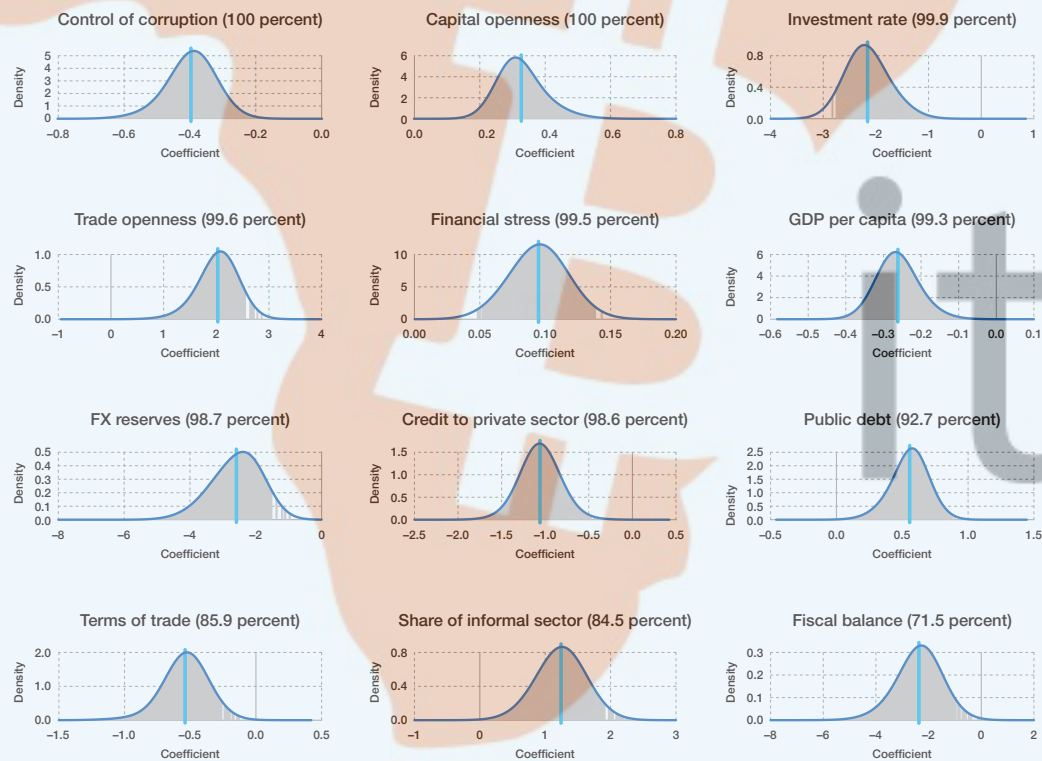 Control of corruption (100 percent)
Density
5
4
3
2
1
0
−0.8 −0.6 −0.4 −0.2 0.0
Coefficient
Capital openness (100 percent)
Density
6
4
2
0
0.0 0.2 0.4 0.6 0.8
Coefficient
Investment rate (99.9 percent)
Density
0.8
0.4
0.0
−4 −3 −2 −1 0 1
Coefficient
Trade openness (99.6 percent)
Density
1.0
0.5
0.0
−1 0 1 2 3 4
Coefficient
Financial stress (99.5 percent)
Density
10
5
0
0.00 0.05 0.10 0.15 0.20
Coefficient
GDP per capita (99.3 percent)
Density
6
4
2
0
−0.6 −0.5 −0.4 −0.3 −0.2 −0.1 0.0 0.1
Coefficient
FX reserves (98.7 percent)
Density
0.5
0.4
0.3
0.2
0.1
0.0
−8 −6 −4 −2 0
Coefficient
Credit to private sector (98.6 percent)
Density
1.5
1.0
0.5
0.0
−2.5 −2.0 −1.5 −1.0 −0.5 0.0 0.5
Coefficient
Public debt (92.7 percent)
Density
2.5
2.0
1.5
1.0
0.5
0.0
−0.5 0.0 0.5 1.0 1.5
Coefficient
Terms of trade (85.9 percent)
Density
2.0
1.0
0.0
−1.5 −1.0 −0.5 0.0 0.5
Coefficient
Share of informal sector (84.5 percent)
Density
0.8
0.4
0.0
−1 0 1 2 3
Coefficient
Fiscal balance (71.5 percent)
Density
0.3
0.2
0.1
0.0
−8 −6 −4 −2 0 2
Coefficient
it